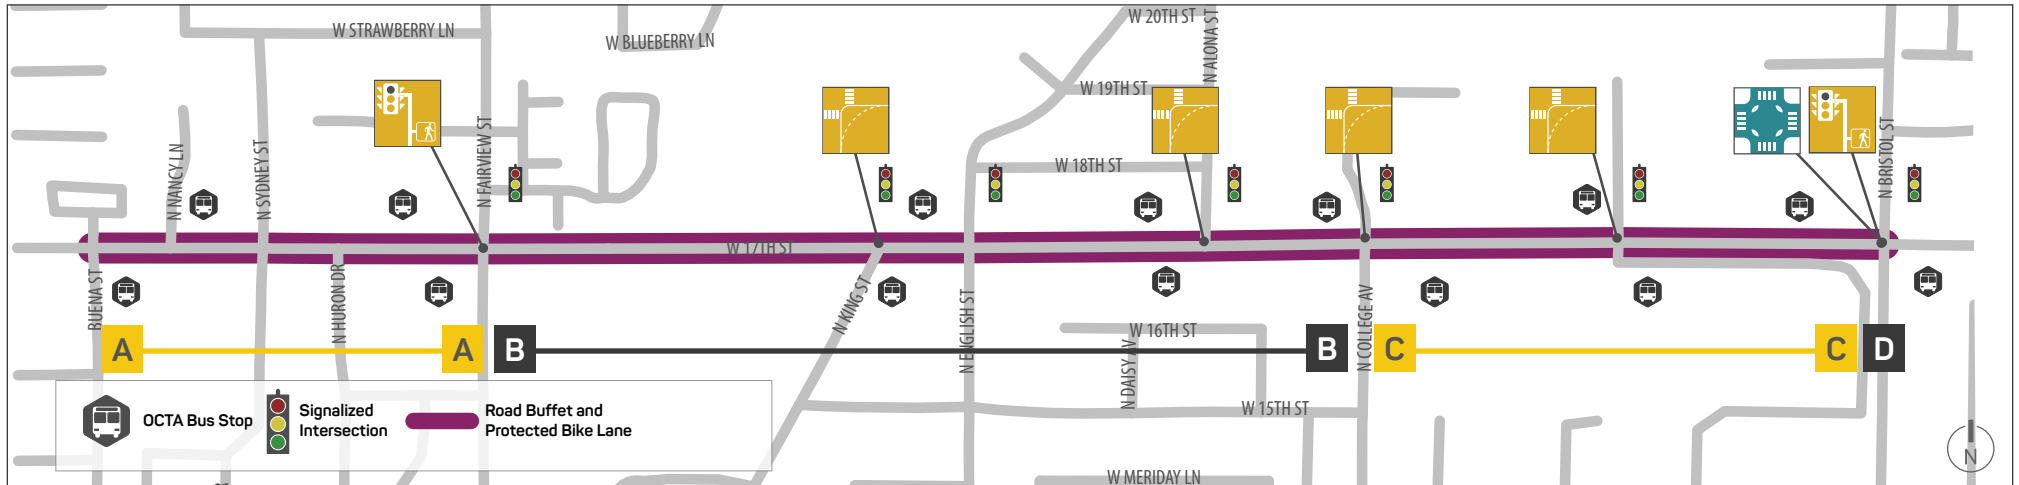 W STRAWBERRY LN
W BLUEBERRY LN
W 20TH ST
N ALONA ST
W 19TH ST
W 18TH ST
N NANCY LN
N SYDNEY ST
N FAIRVIEW ST
N BRISTOL ST
W 17TH ST
BUENA ST
N HURON DR
N KING ST
N ENGLISH ST
N COLLEGE AV
W 16TH ST
N DAISY AV
W 15TH ST
W MERIDAY LN
A
A
B
B
C
C
D
OCTA Bus Stop
Signalized
Intersection
Road Buffet and
Protected Bike Lane
N